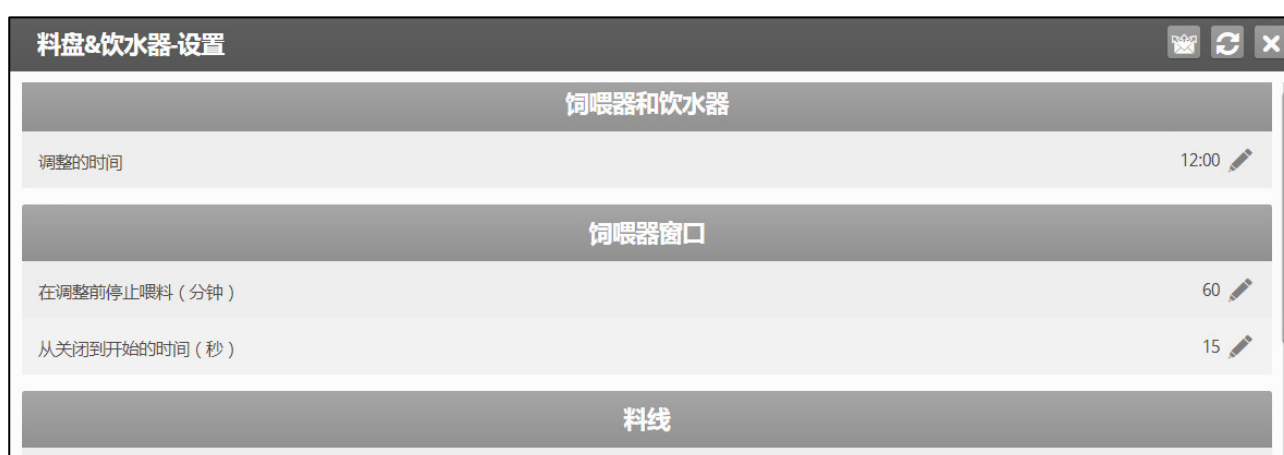 料盘&饮水器-设置
饲喂器和饮水器
调整的时间 12:00
饲喂器窗口
在调整前停止喂料（分钟） 60
从关闭到开始的时间（秒） 15
料线